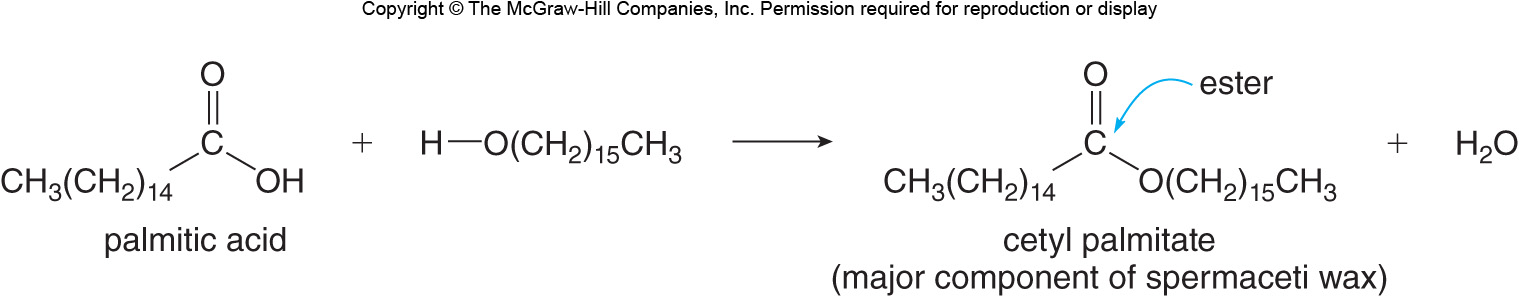 Copyright © The McGraw-Hill Companies, Inc. Permission required for reproduction or display
O
C
CH₃(CH₂)₁₄
OH
palmitic acid
+
H—O(CH₂)₁₅CH₃
O
ester
C
CH₃(CH₂)₁₄
O(CH₂)₁₅CH₃
cetyl palmitate
(major component of spermaceti wax)
+
H₂O